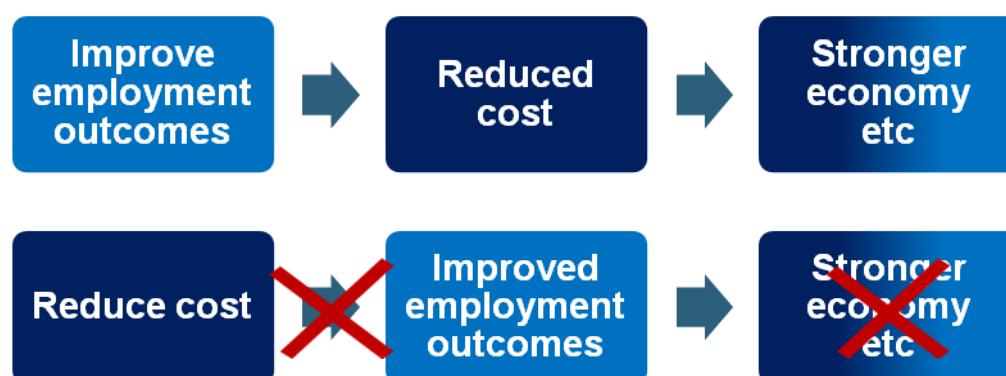 Improve
employment
outcomes
Reduced
cost
Stronger
economy
etc
Reduce cost
Improved
employment
outcomes
Stronger
economy
etc